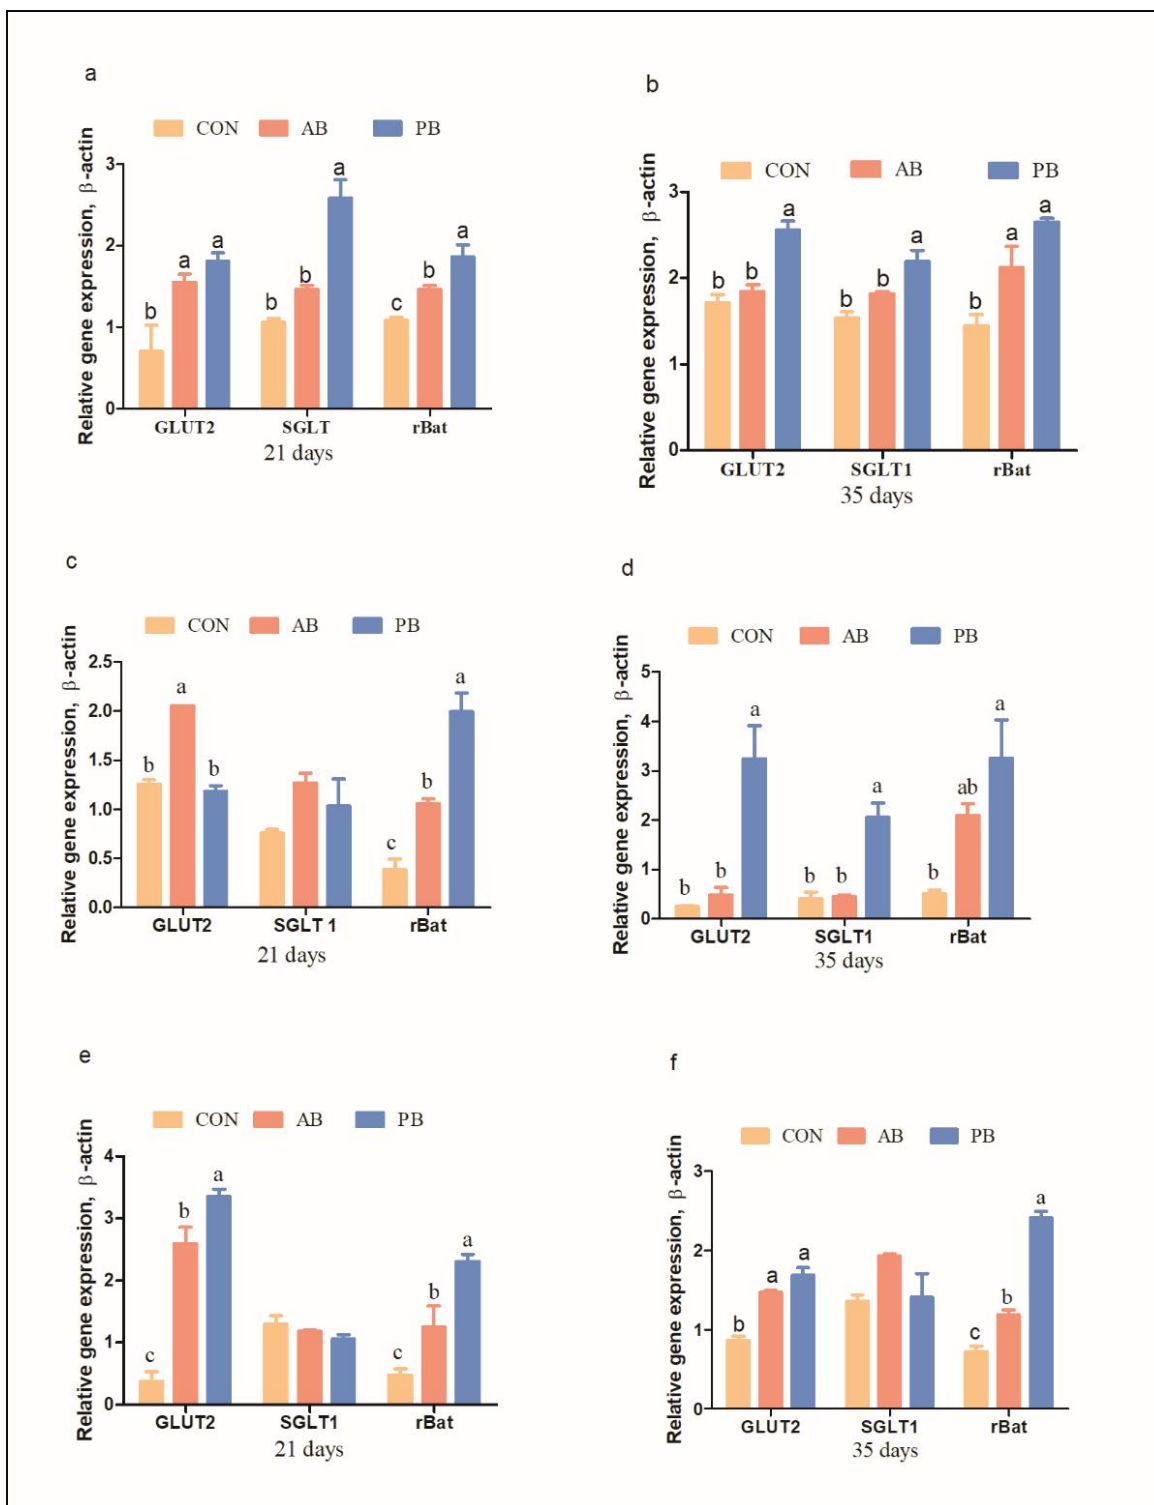 a
CON AB PB
Relative gene expression, β-actin
3
2
1
0
b a a
b b a
c b a
GLUT2 SGLT rBat
21 days
b
CON AB PB
Relative gene expression, β-actin
3
2
1
0
b b a
b b a
b a a
GLUT2 SGLT1 rBat
35 days
c
CON AB PB
Relative gene expression, β-actin
2.5
2.0
1.5
1.0
0.5
0.0
b a b
c b a
GLUT2 SGLT 1 rBat
21 days
d
CON AB PB
Relative gene expression, β-actin
5
4
3
2
1
0
b b a
b b a
b ab a
GLUT2 SGLT1 rBat
35 days
e
CON AB PB
Relative gene expression, β-actin
4
3
2
1
0
c b a
c b a
GLUT2 SGLT1 rBat
21 days
f
CON AB PB
Relative gene expression, β-actin
3
2
1
0
b a a
c b a
GLUT2 SGLT1 rBat
35 days